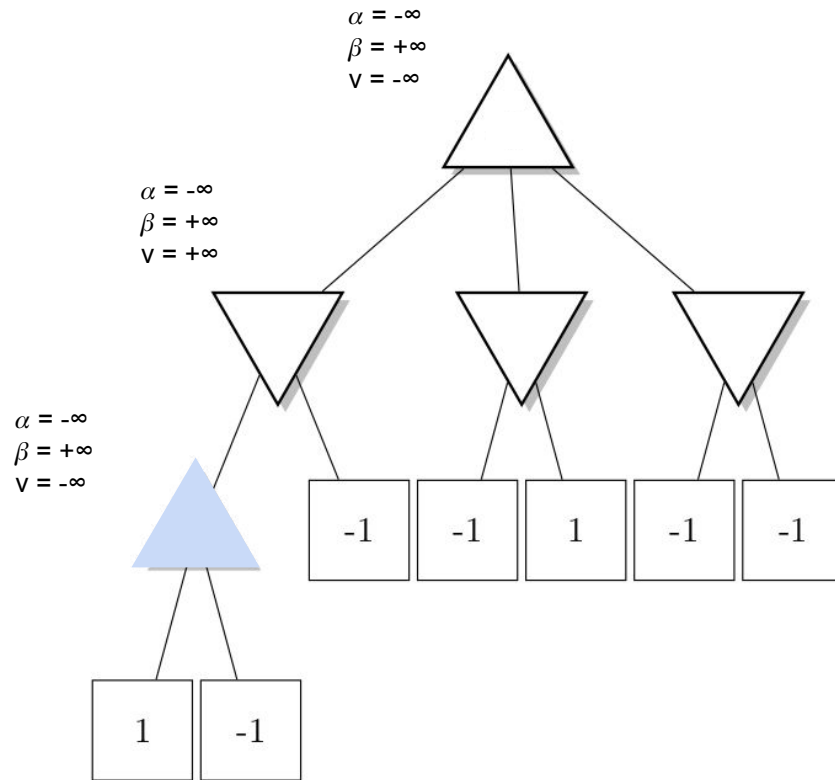 α = -∞
β = +∞
v = -∞
α = -∞
β = +∞
v = +∞
α = -∞
β = +∞
v = -∞
-1
-1
1
-1
-1
1
-1